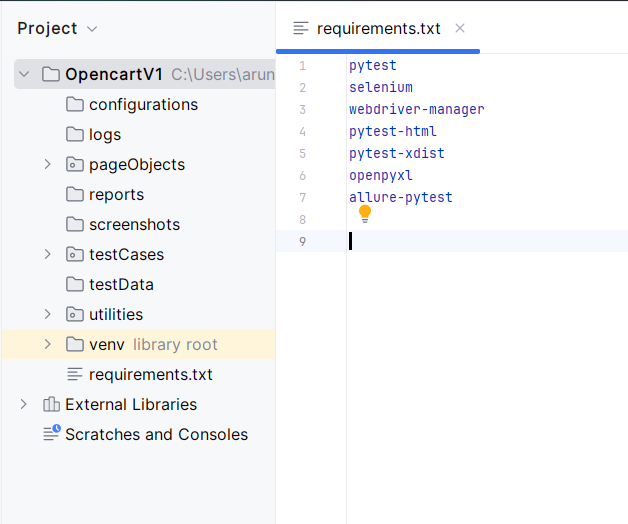 Project
OpencartV1 C:\Users\arun
configurations
logs
pageObjects
reports
screenshots
testCases
testData
utilities
venv library root
requirements.txt
External Libraries
Scratches and Consoles
requirements.txt
1 pytest
2 selenium
3 webdriver-manager
4 pytest-html
5 pytest-xdist
6 openpyxl
7 allure-pytest
8
9